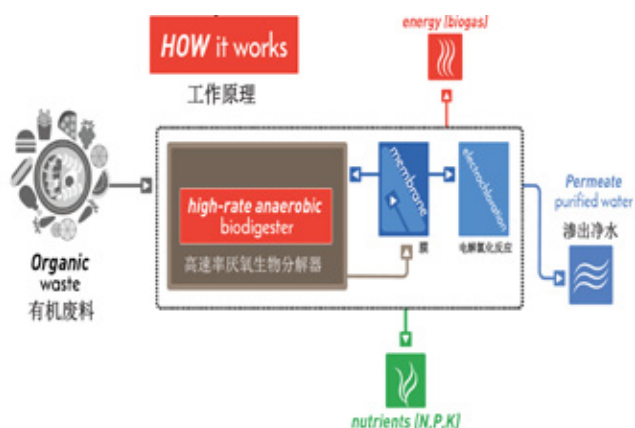 energy [biogas]
HOW it works
工作原理
Organic
waste
有机废料
high-rate anaerobic
biodigester
高速率厌氧生物分解器
membrane
膜
electrochloration
电解氯化反应
Permeate
purified water
渗出净水
nutrients [N,P,K]